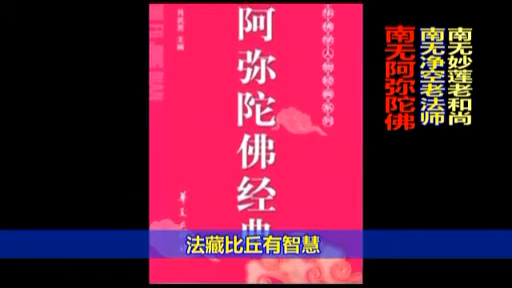 南无妙莲老和尚
南无净空老法师
南无阿弥陀佛
阿弥陀佛经典
法藏比丘有智慧